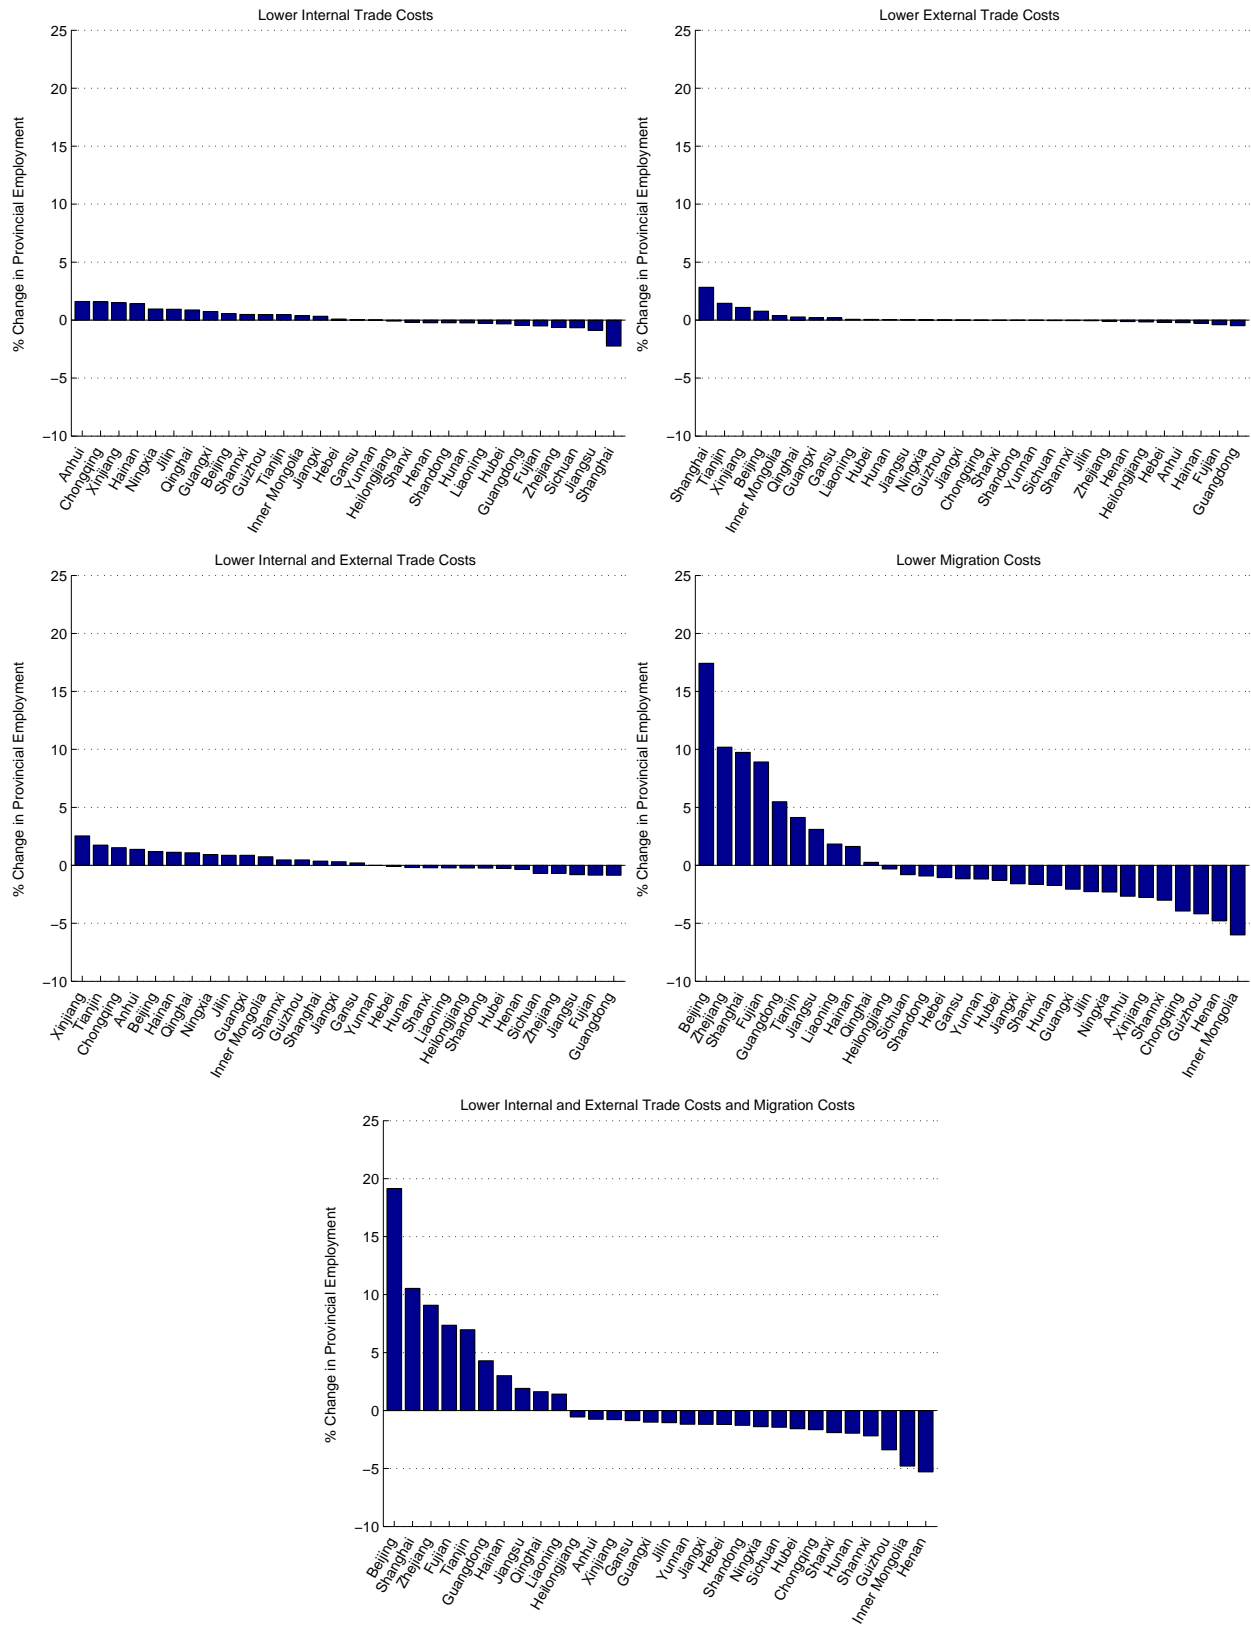 Lower Internal Trade Costs
% Change in Provincial Employment
25
20
15
10
5
0
−5
−10
Anhui
Chongqing
Xinjiang
Hainan
Ningxia
Jilin
Qinghai
Guangxi
Beijing
Shannxi
Guizhou
Tianjin
Inner Mongolia
Jiangxi
Hebei
Gansu
Yunnan
Heilongjiang
Shanxi
Henan
Shandong
Hunan
Liaoning
Hubei
Guangdong
Fujian
Zhejiang
Sichuan
Jiangsu
Shanghai
Lower External Trade Costs
% Change in Provincial Employment
25
20
15
10
5
0
−5
−10
Shanghai
Tianjin
Xinjiang
Beijing
Inner Mongolia
Qinghai
Guangxi
Gansu
Liaoning
Hubei
Hunan
Jiangsu
Ningxia
Guizhou
Jiangxi
Chongqing
Shanxi
Shandong
Yunnan
Sichuan
Shannxi
Jilin
Zhejiang
Henan
Heilongjiang
Hebei
Anhui
Hainan
Fujian
Guangdong
Lower Internal and External Trade Costs
% Change in Provincial Employment
25
20
15
10
5
0
−5
−10
Xinjiang
Tianjin
Chongqing
Anhui
Beijing
Hainan
Qinghai
Ningxia
Jilin
Guangxi
Inner Mongolia
Shannxi
Guizhou
Shanghai
Jiangxi
Gansu
Yunnan
Hebei
Hunan
Shanxi
Liaoning
Heilongjiang
Shandong
Hubei
Henan
Sichuan
Zhejiang
Jiangsu
Fujian
Guangdong
Lower Migration Costs
% Change in Provincial Employment
25
20
15
10
5
0
−5
−10
Beijing
Zhejiang
Shanghai
Fujian
Guangdong
Tianjin
Jiangsu
Liaoning
Hainan
Qinghai
Heilongjiang
Sichuan
Shandong
Hebei
Gansu
Yunnan
Hubei
Jiangxi
Shanxi
Hunan
Guangxi
Jilin
Ningxia
Anhui
Xinjiang
Shannxi
Chongqing
Guizhou
Henan
Inner Mongolia
Lower Internal and External Trade Costs and Migration Costs
% Change in Provincial Employment
25
20
15
10
5
0
−5
−10
Beijing
Shanghai
Zhejiang
Fujian
Tianjin
Guangdong
Hainan
Jiangsu
Qinghai
Liaoning
Heilongjiang
Anhui
Xinjiang
Gansu
Guangxi
Jilin
Yunnan
Jiangxi
Hebei
Shandong
Ningxia
Sichuan
Hubei
Chongqing
Shanxi
Hunan
Shannxi
Guizhou
Inner Mongolia
Henan